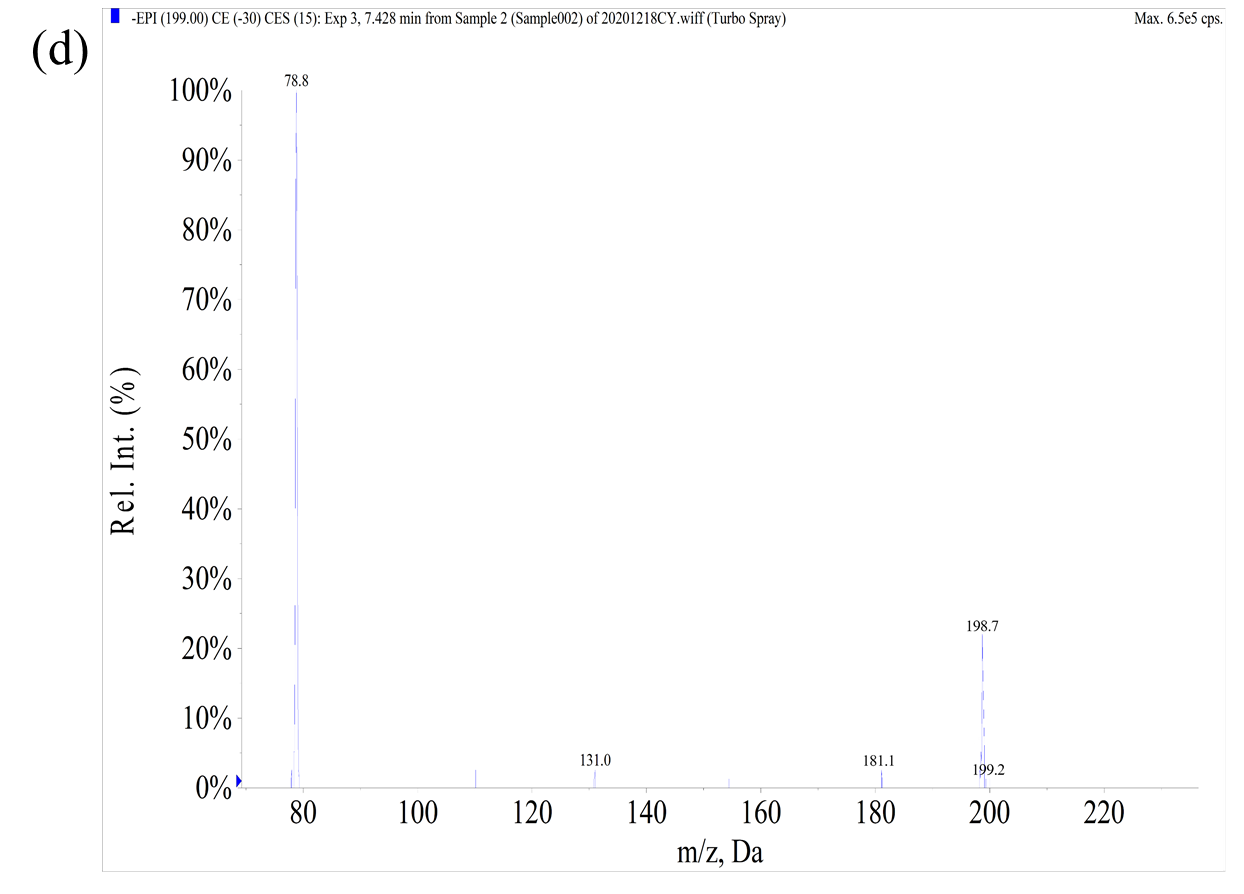 (d)
-EPI (199.00) CE (-30) CES (15): Exp 3, 7.428 min from Sample 2 (Sample002) of 20201218CY.wiff (Turbo Spray)
Max. 6.5e5 cps.
78.8
100%
90%
80%
70%
60%
50%
40%
30%
20%
10%
0%
Rel. Int. (%)
198.7
131.0
181.1
199.2
80 100 120 140 160 180 200 220
m/z, Da